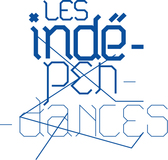 LES
indé-
pen-
-dANCES